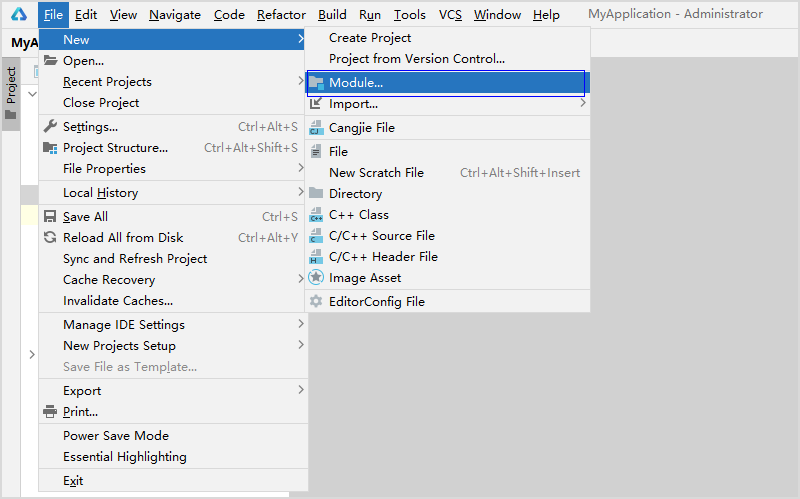 File Edit View Navigate Code Refactor Build Run Tools VCS Window Help MyApplication - Administrator
MyA
Project
New
Open...
Recent Projects
Close Project
Settings... Ctrl+Alt+S
Project Structure... Ctrl+Alt+Shift+S
File Properties
Local History
Save All Ctrl+S
Reload All from Disk Ctrl+Alt+Y
Sync and Refresh Project
Cache Recovery
Invalidate Caches...
Manage IDE Settings
New Projects Setup
Save File as Template...
Export
Print...
Power Save Mode
Essential Highlighting
Exit
Create Project
Project from Version Control...
Module...
Import...
CJ Cangjie File
File
New Scratch File Ctrl+Alt+Shift+Insert
Directory
C++ C++ Class
C C/C++ Source File
H C/C++ Header File
Image Asset
EditorConfig File